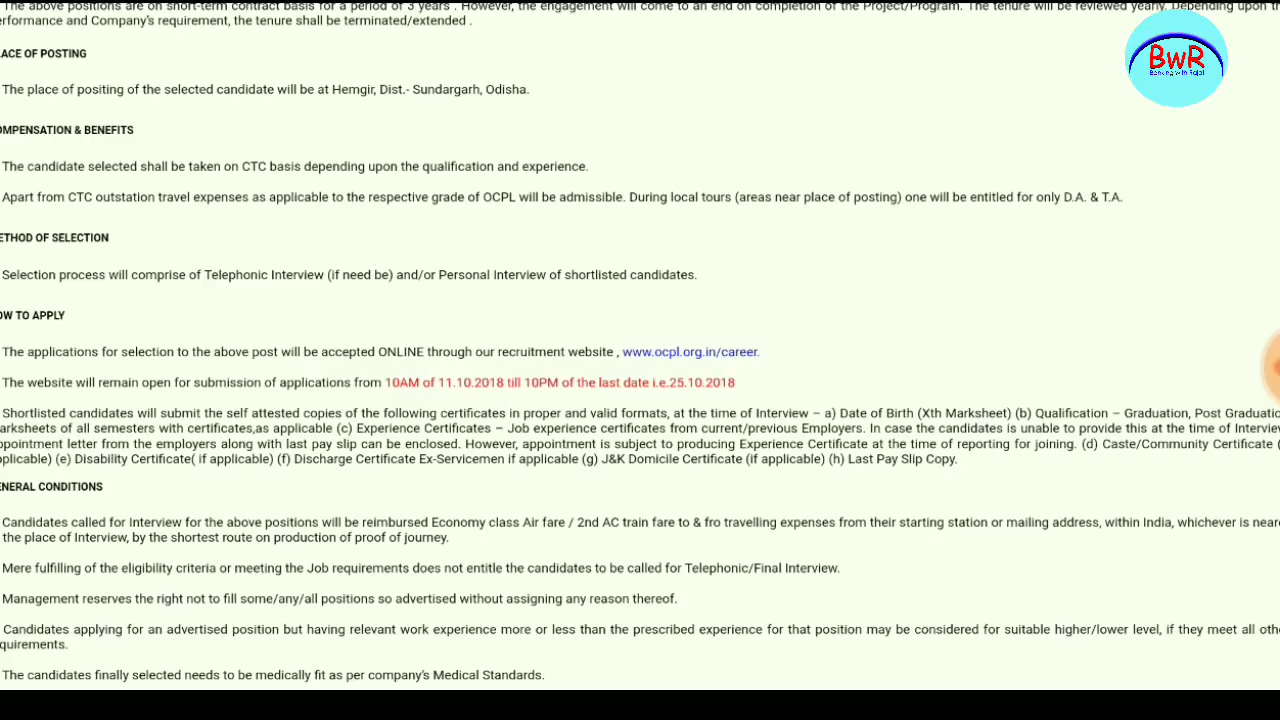 The above positions are on short-term contract basis for a period of 3 years . However, the engagement will come to an end on completion of the Project/Program. The tenure will be reviewed yearly. Depending upon th
erformance and Company's requirement, the tenure shall be terminated/extended .
BwR
Banking with Rajat
LACE OF POSTING
The place of positing of the selected candidate will be at Hemgir, Dist.- Sundargarh, Odisha.
OMPENSATION & BENEFITS
The candidate selected shall be taken on CTC basis depending upon the qualification and experience.
Apart from CTC outstation travel expenses as applicable to the respective grade of OCPL will be admissible. During local tours (areas near place of posting) one will be entitled for only D.A. & T.A.
ETHOD OF SELECTION
Selection process will comprise of Telephonic Interview (if need be) and/or Personal Interview of shortlisted candidates.
OW TO APPLY
The applications for selection to the above post will be accepted ONLINE through our recruitment website , www.ocpl.org.in/career.
The website will remain open for submission of applications from 10AM of 11.10.2018 till 10PM of the last date i.e.25.10.2018
Shortlisted candidates will submit the self attested copies of the following certificates in proper and valid formats, at the time of Interview – a) Date of Birth (Xth Marksheet) (b) Qualification – Graduation, Post Graduatio
arksheets of all semesters with certificates,as applicable (c) Experience Certificates – Job experience certificates from current/previous Employers. In case the candidates is unable to provide this at the time of Interview
ppointment letter from the employers along with last pay slip can be enclosed. However, appointment is subject to producing Experience Certificate at the time of reporting for joining. (d) Caste/Community Certificate (
pplicable) (e) Disability Certificate( if applicable) (f) Discharge Certificate Ex-Servicemen if applicable (g) J&K Domicile Certificate (if applicable) (h) Last Pay Slip Copy.
ENERAL CONDITIONS
Candidates called for Interview for the above positions will be reimbursed Economy class Air fare / 2nd AC train fare to & fro travelling expenses from their starting station or mailing address, within India, whichever is neare
the place of Interview, by the shortest route on production of proof of journey.
Mere fulfilling of the eligibility criteria or meeting the Job requirements does not entitle the candidates to be called for Telephonic/Final Interview.
Management reserves the right not to fill some/any/all positions so advertised without assigning any reason thereof.
Candidates applying for an advertised position but having relevant work experience more or less than the prescribed experience for that position may be considered for suitable higher/lower level, if they meet all othe
quirements.
The candidates finally selected needs to be medically fit as per company's Medical Standards.